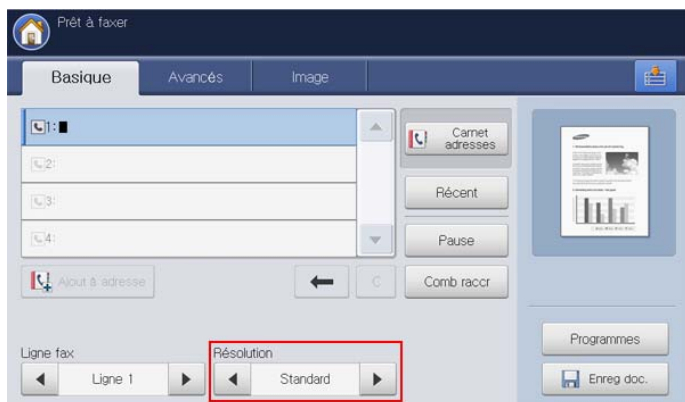 Prêt à faxer
Basique
Avancés
Image
1:
2:
3:
4:
Carnet
adresses
Récent
Pause
Comb raccr
Ajout à adresse
C
Ligne fax
Ligne 1
Résolution
Standard
Programmes
Enreg doc.